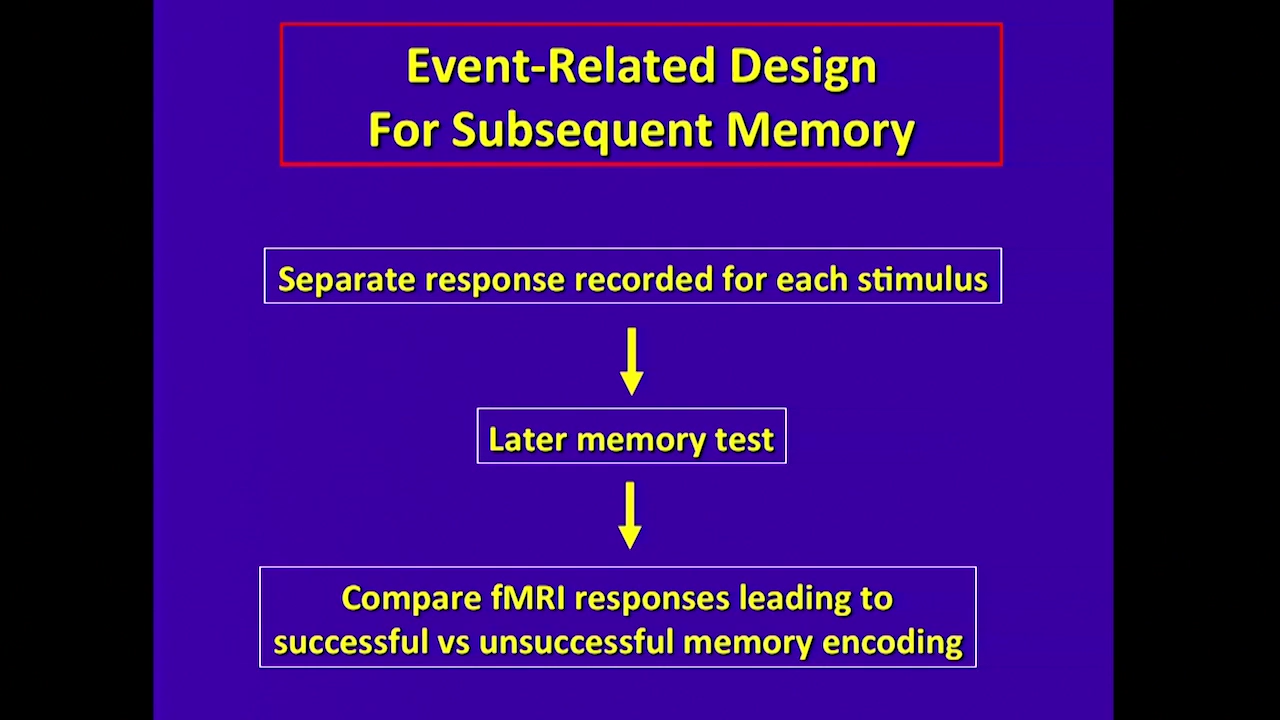 Event-Related Design
For Subsequent Memory
Separate response recorded for each stimulus
Later memory test
Compare fMRI responses leading to
successful vs unsuccessful memory encoding